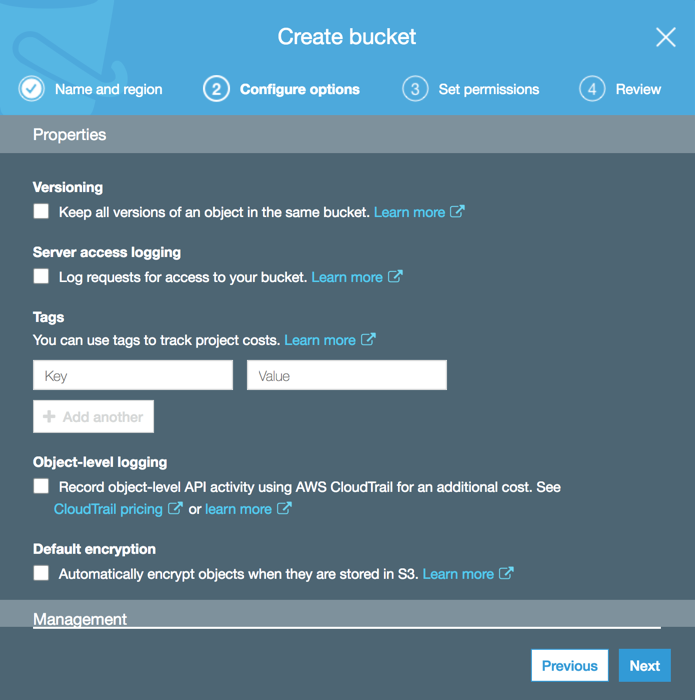 Create bucket
Name and region
2 Configure options
3 Set permissions
4 Review
Properties
Versioning
Keep all versions of an object in the same bucket. Learn more
Server access logging
Log requests for access to your bucket. Learn more
Tags
You can use tags to track project costs. Learn more
Key
Value
+ Add another
Object-level logging
Record object-level API activity using AWS CloudTrail for an additional cost. See
CloudTrail pricing or learn more
Default encryption
Automatically encrypt objects when they are stored in S3. Learn more
Management
Previous
Next